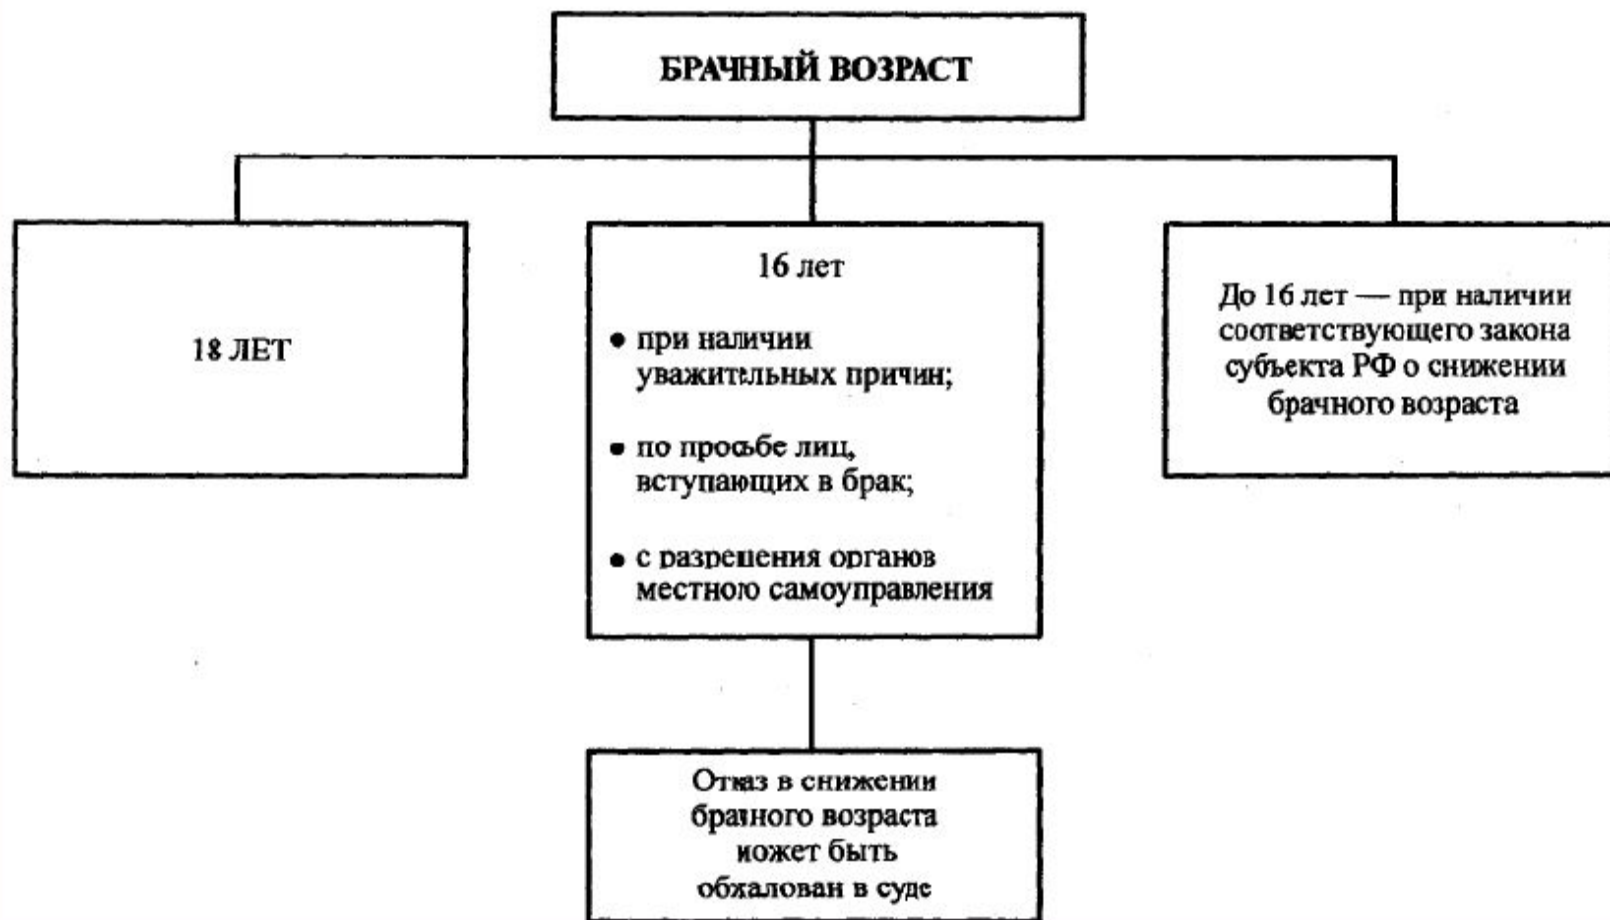 БРАЧНЫЙ ВОЗРАСТ
18 ЛЕТ
16 лет
• при наличии
уважительных причин;
• по просьбе лиц,
вступающих в брак;
• с разрешения органов
местного самоуправления
До 16 лет — при наличии
соответствующего закона
субъекта РФ о снижении
брачного возраста
Отказ в снижении
брачного возраста
может быть
обжалован в суде